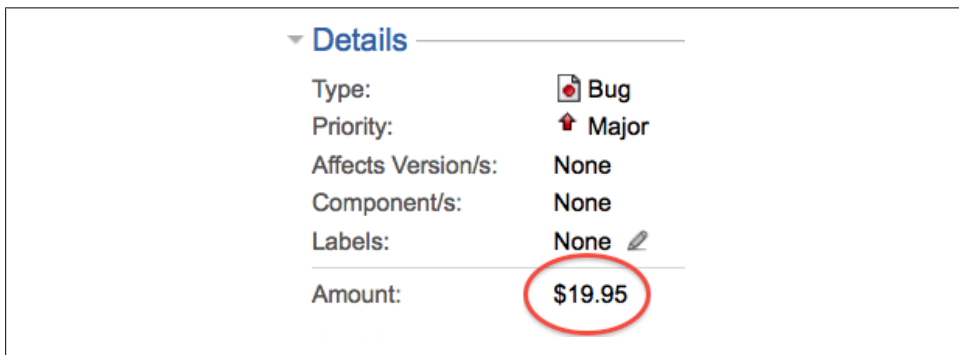 Details
Type: Bug
Priority: Major
Affects Version/s: None
Component/s: None
Labels: None
Amount: $19.95